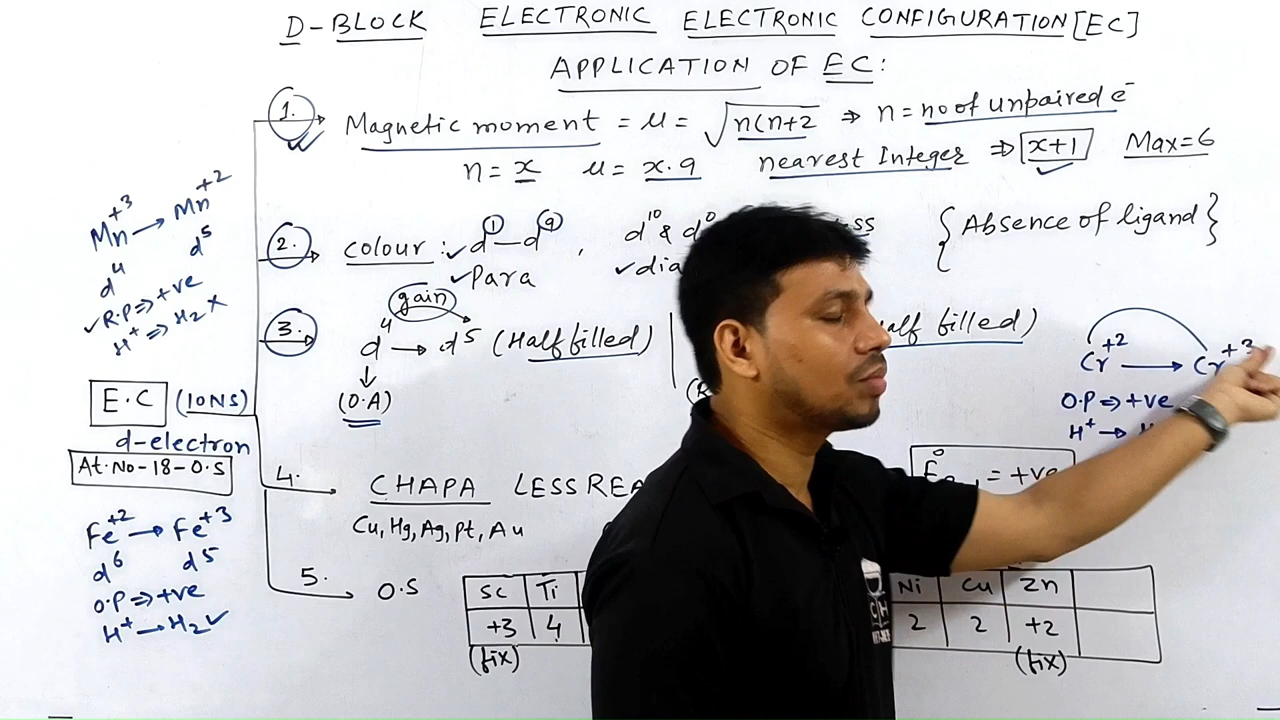 D-BLOCK ELECTRONIC ELECTRONIC CONFIGURATION [EC]
APPLICATION OF EC:
1. Magnetic moment = μ = √n(n+2 ⇒ n = no of unpaired e⁻
n = x μ = x.9 nearest Integer ⇒ x+1 Max=6
Mn⁺³ → Mn⁺²
d⁴ d⁵
R.P ⇒ +ve
H⁺ ⇒ H₂ ×
2. colour: d¹ – d⁹, d¹⁰ & d⁰ {Absence of ligand}
Para dia
gain
3. d⁴ → d⁵ (Half filled) half filled)
(O.A)
Cr⁺² → Cr⁺³
O.P ⇒ +ve
H⁺ →
E.C (IONS)
d-electron
At.No-18-O.S
4. CHAPA LESS REA
Cu, Hg, Ag, Pt, Au
= +ve
Fe⁺² → Fe⁺³
d⁶ d⁵
O.P ⇒ +ve
H⁺ → H₂ ✓
5. O.S
Sc Ti Ni Cu Zn
+3 4 2 2 +2
(fix) (fix)